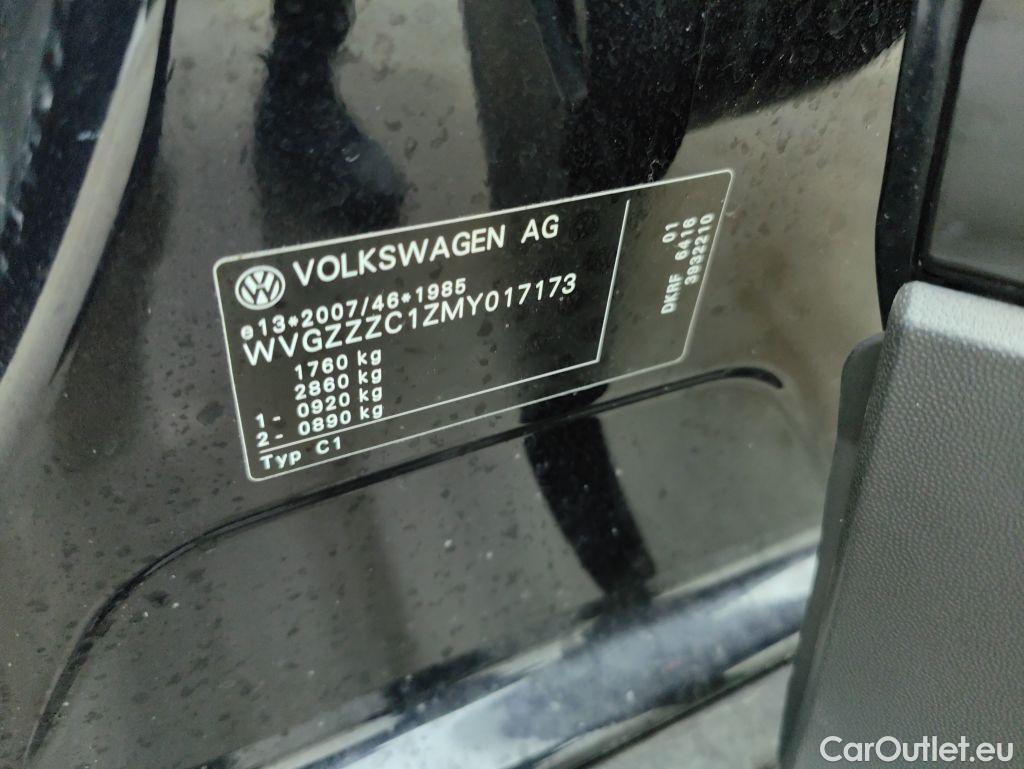 VOLKSWAGEN AG
e13*2007/46*1985
WVGZZZC1ZMY017173
1760 kg
2860 kg
1 - 0920 kg
2 - 0890 kg
Typ C1
01
DKRF 6416
3932210
CarOutlet.eu